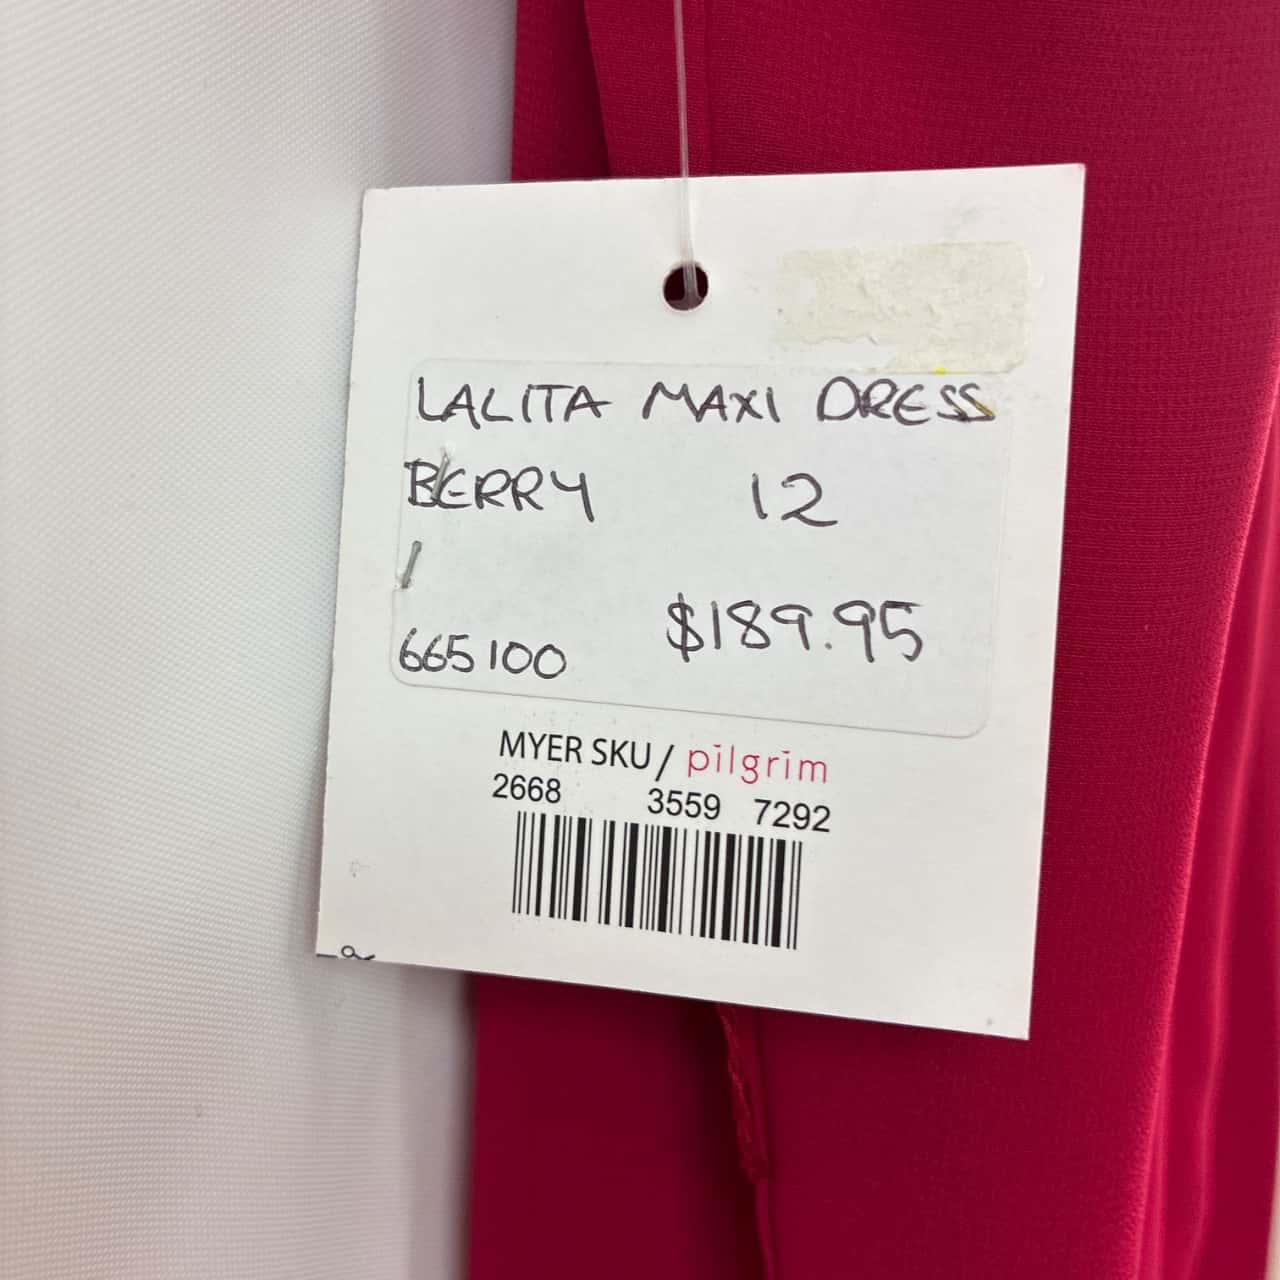 LALITA MAXI DRESS
BERRY 12
665100 $189.95
MYER SKU/ pilgrim
2668 3559 7292